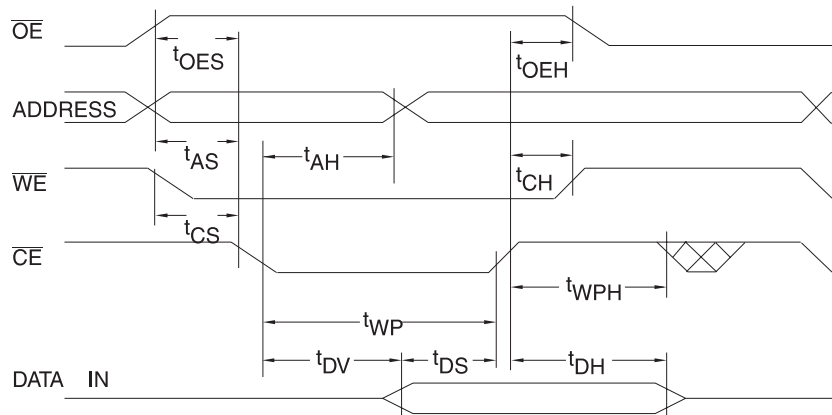 OE
tOES
tOEH
ADDRESS
tAS
tAH
WE
tCH
tCS
CE
tWPH
tWP
tDV
tDS
tDH
DATA IN